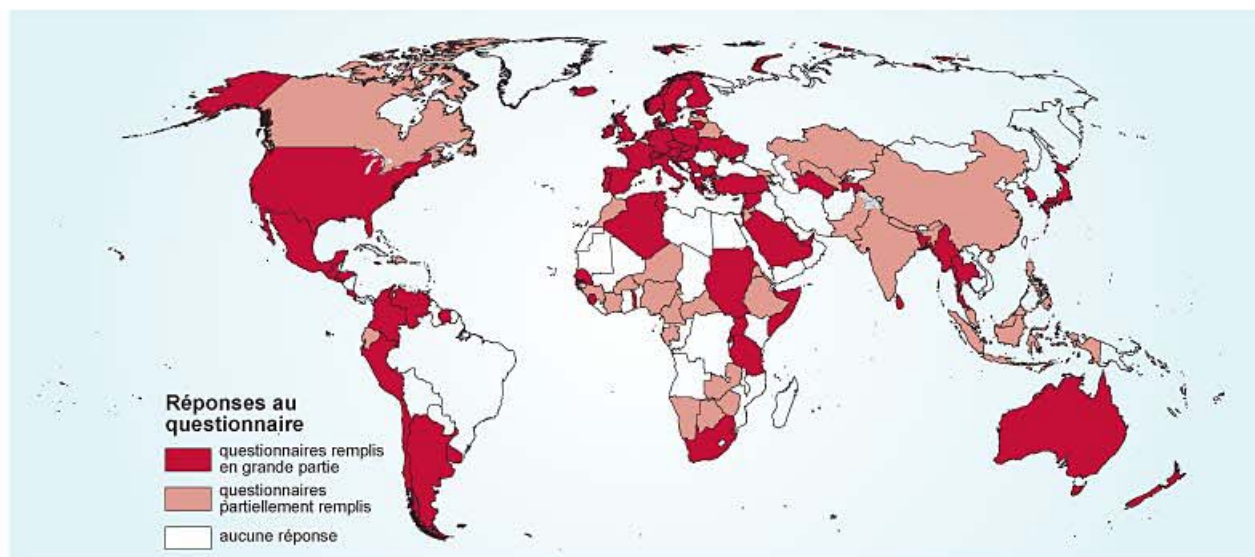 Réponses au
questionnaire
questionnaires remplis
en grande partie
questionnaires
partiellement remplis
aucune réponse